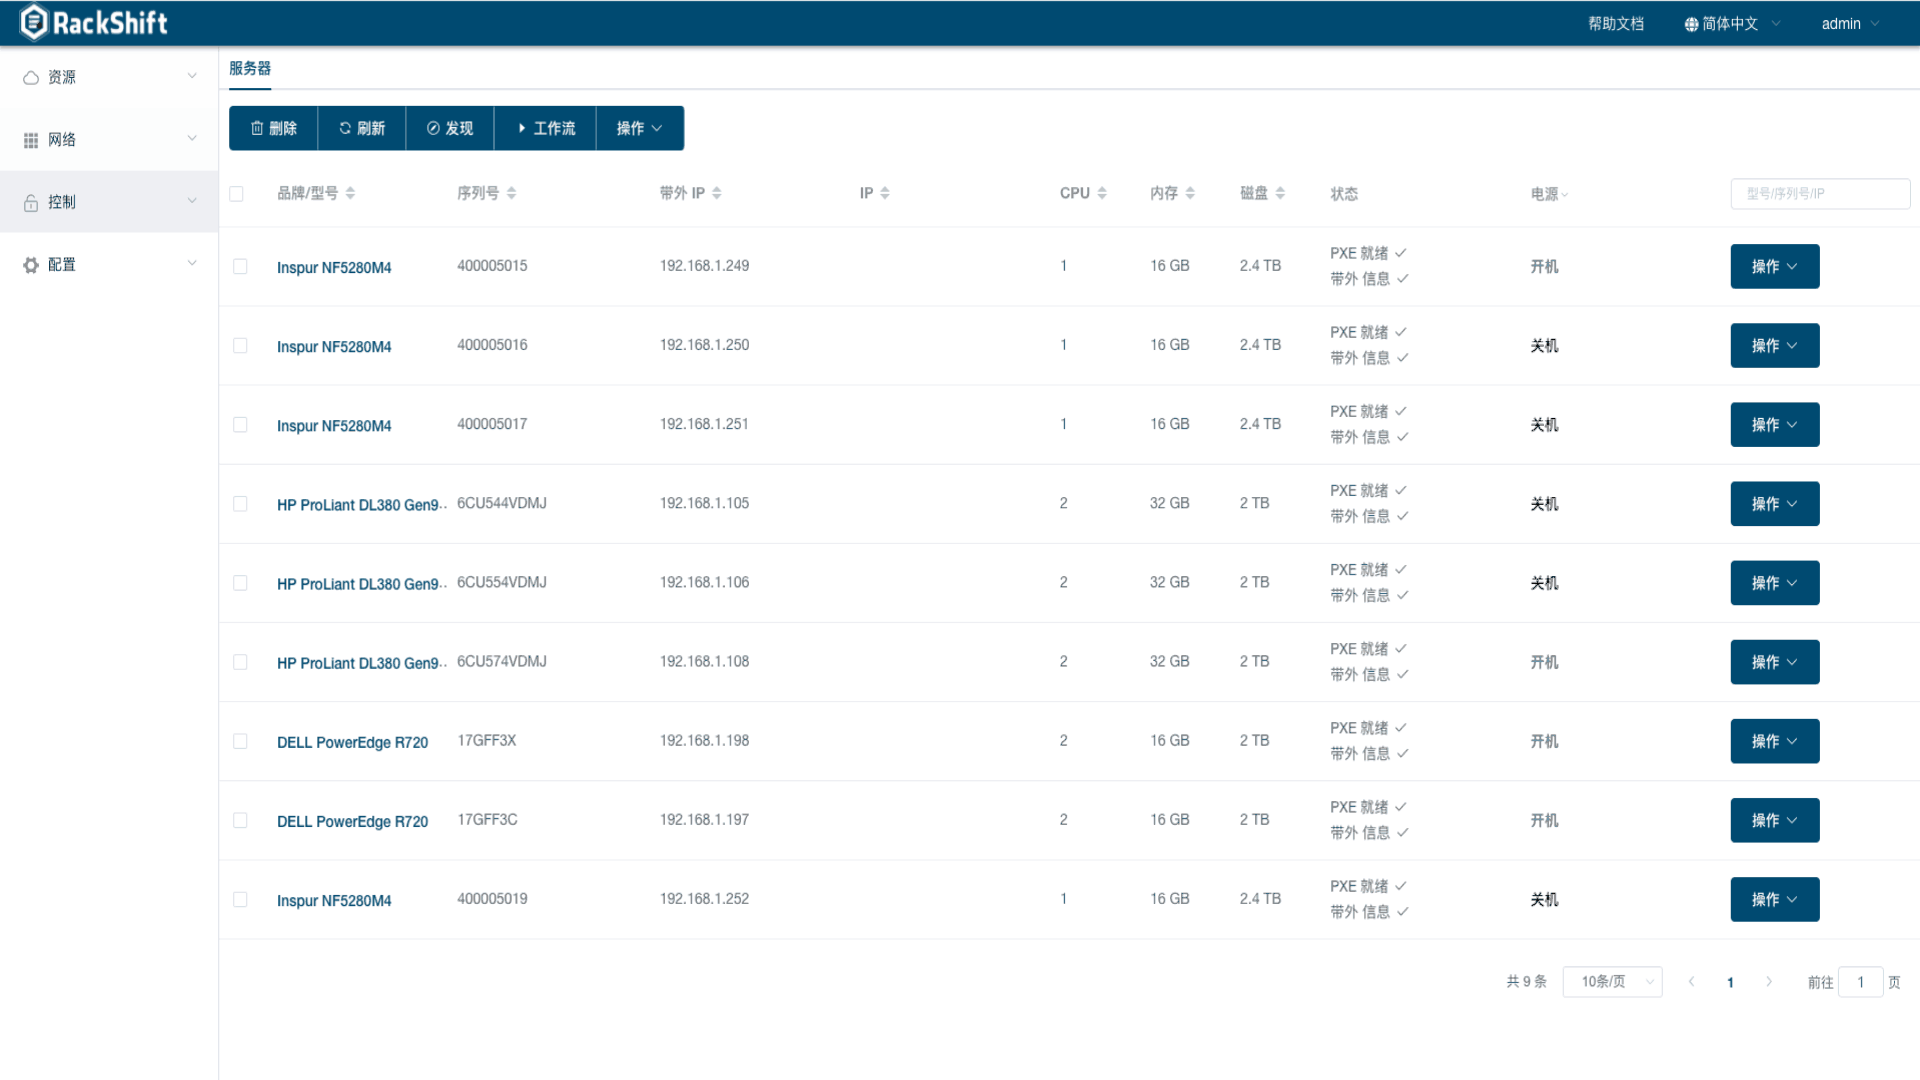 RackShift
帮助文档 简体中文 admin
资源
网络
控制
配置
服务器
删除 刷新 发现 工作流 操作
品牌/型号 序列号 带外 IP IP CPU 内存 磁盘 状态 电源 型号/序列号/IP
Inspur NF5280M4 400005015 192.168.1.249 1 16 GB 2.4 TB PXE 就绪 开机 操作
带外 信息
Inspur NF5280M4 400005016 192.168.1.250 1 16 GB 2.4 TB PXE 就绪 关机 操作
带外 信息
Inspur NF5280M4 400005017 192.168.1.251 1 16 GB 2.4 TB PXE 就绪 关机 操作
带外 信息
HP ProLiant DL380 Gen9.. 6CU544VDMJ 192.168.1.105 2 32 GB 2 TB PXE 就绪 关机 操作
带外 信息
HP ProLiant DL380 Gen9.. 6CU554VDMJ 192.168.1.106 2 32 GB 2 TB PXE 就绪 关机 操作
带外 信息
HP ProLiant DL380 Gen9.. 6CU574VDMJ 192.168.1.108 2 32 GB 2 TB PXE 就绪 开机 操作
带外 信息
DELL PowerEdge R720 17GFF3X 192.168.1.198 2 16 GB 2 TB PXE 就绪 开机 操作
带外 信息
DELL PowerEdge R720 17GFF3C 192.168.1.197 2 16 GB 2 TB PXE 就绪 开机 操作
带外 信息
Inspur NF5280M4 400005019 192.168.1.252 1 16 GB 2.4 TB PXE 就绪 关机 操作
带外 信息
共 9 条 10条/页 1 前往 1 页